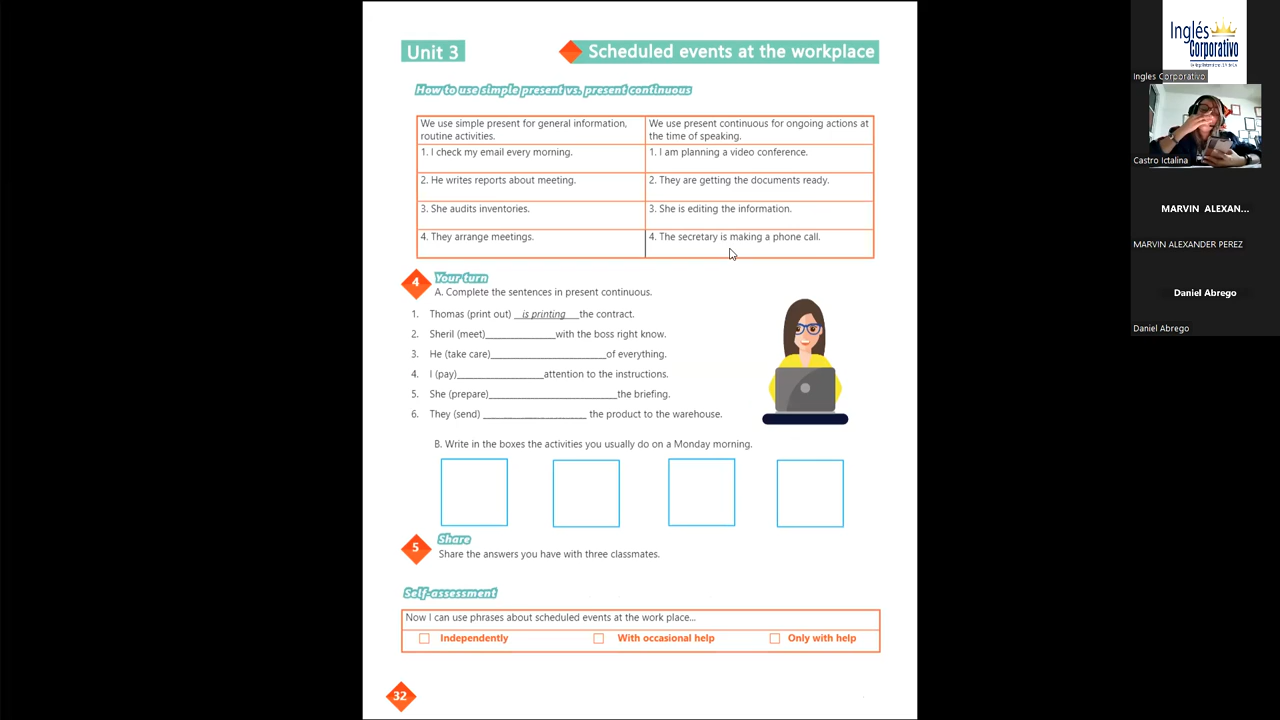 Unit 3
Scheduled events at the workplace
How to use simple present vs. present continuous
We use simple present for general information, routine activities.
We use present continuous for ongoing actions at the time of speaking.
1. I check my email every morning.
1. I am planning a video conference.
2. He writes reports about meeting.
2. They are getting the documents ready.
3. She audits inventories.
3. She is editing the information.
4. They arrange meetings.
4. The secretary is making a phone call.
4
Your turn
A. Complete the sentences in present continuous.
1. Thomas (print out) __is printing___the contract.
2. Sheril (meet)______________with the boss right know.
3. He (take care)_______________________of everything.
4. I (pay)_________________attention to the instructions.
5. She (prepare)__________________________the briefing.
6. They (send) _____________________ the product to the warehouse.
B. Write in the boxes the activities you usually do on a Monday morning.
5
Share
Share the answers you have with three classmates.
Self-assessment
Now I can use phrases about scheduled events at the work place...
Independently
With occasional help
Only with help
32
Inglés
Corporativo
Ingles Corporativo
Castro Ictalina
MARVIN ALEXAN...
MARVIN ALEXANDER PEREZ
Daniel Abrego
Daniel Abrego